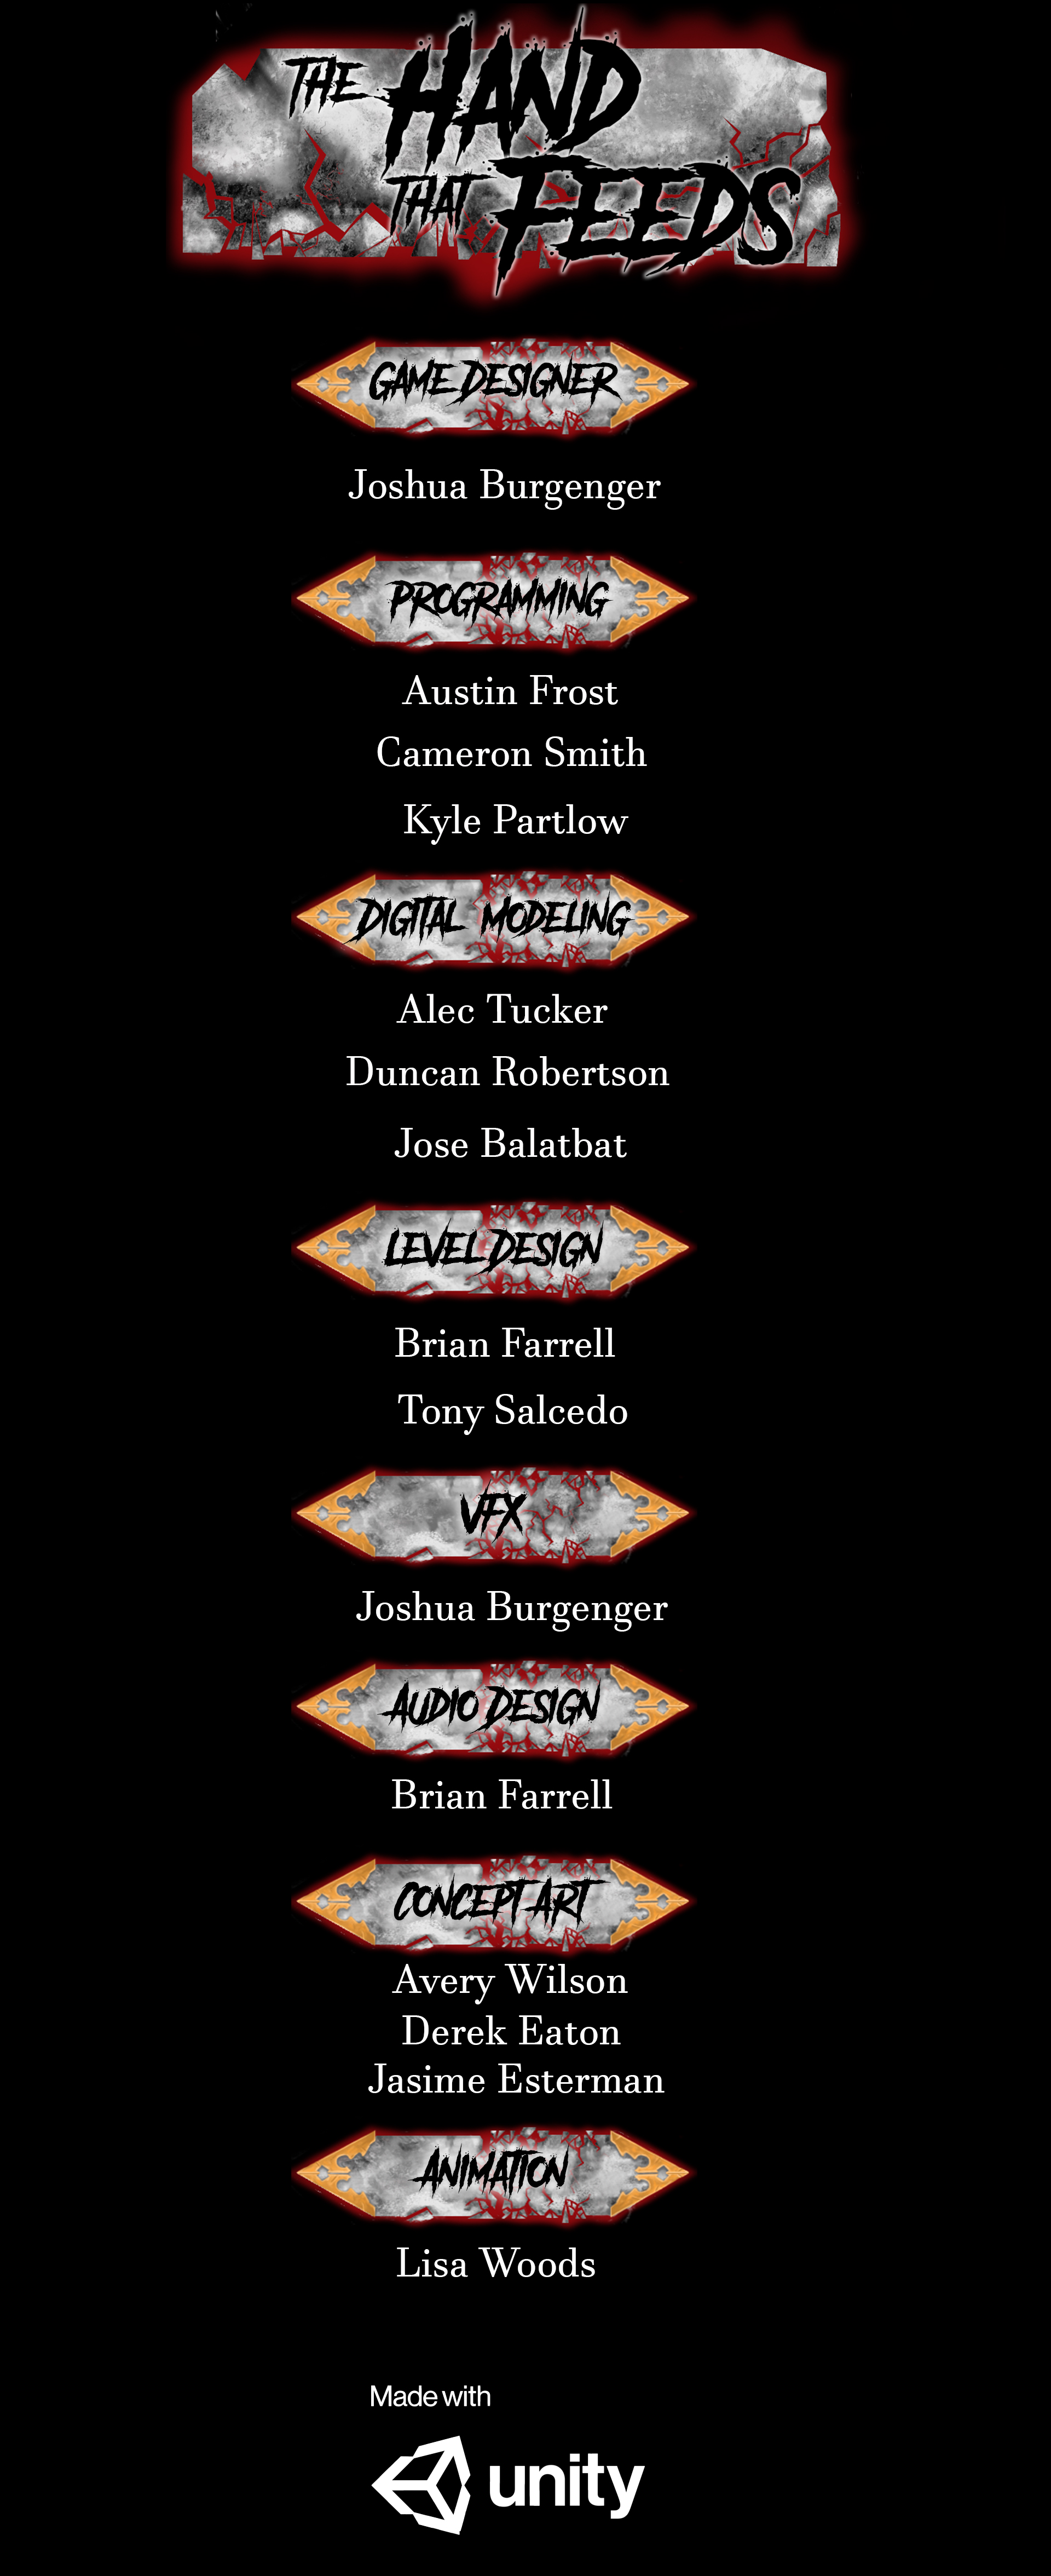 THE HAND
THAT FEEDS
GAME DESIGNER
Joshua Burgenger
PROGRAMMING
Austin Frost
Cameron Smith
Kyle Partlow
DIGITAL MODELING
Alec Tucker
Duncan Robertson
Jose Balatbat
LEVEL DESIGN
Brian Farrell
Tony Salcedo
VFX
Joshua Burgenger
AUDIO DESIGN
Brian Farrell
CONCEPT ART
Avery Wilson
Derek Eaton
Jasime Esterman
ANIMATION
Lisa Woods
Made with
unity